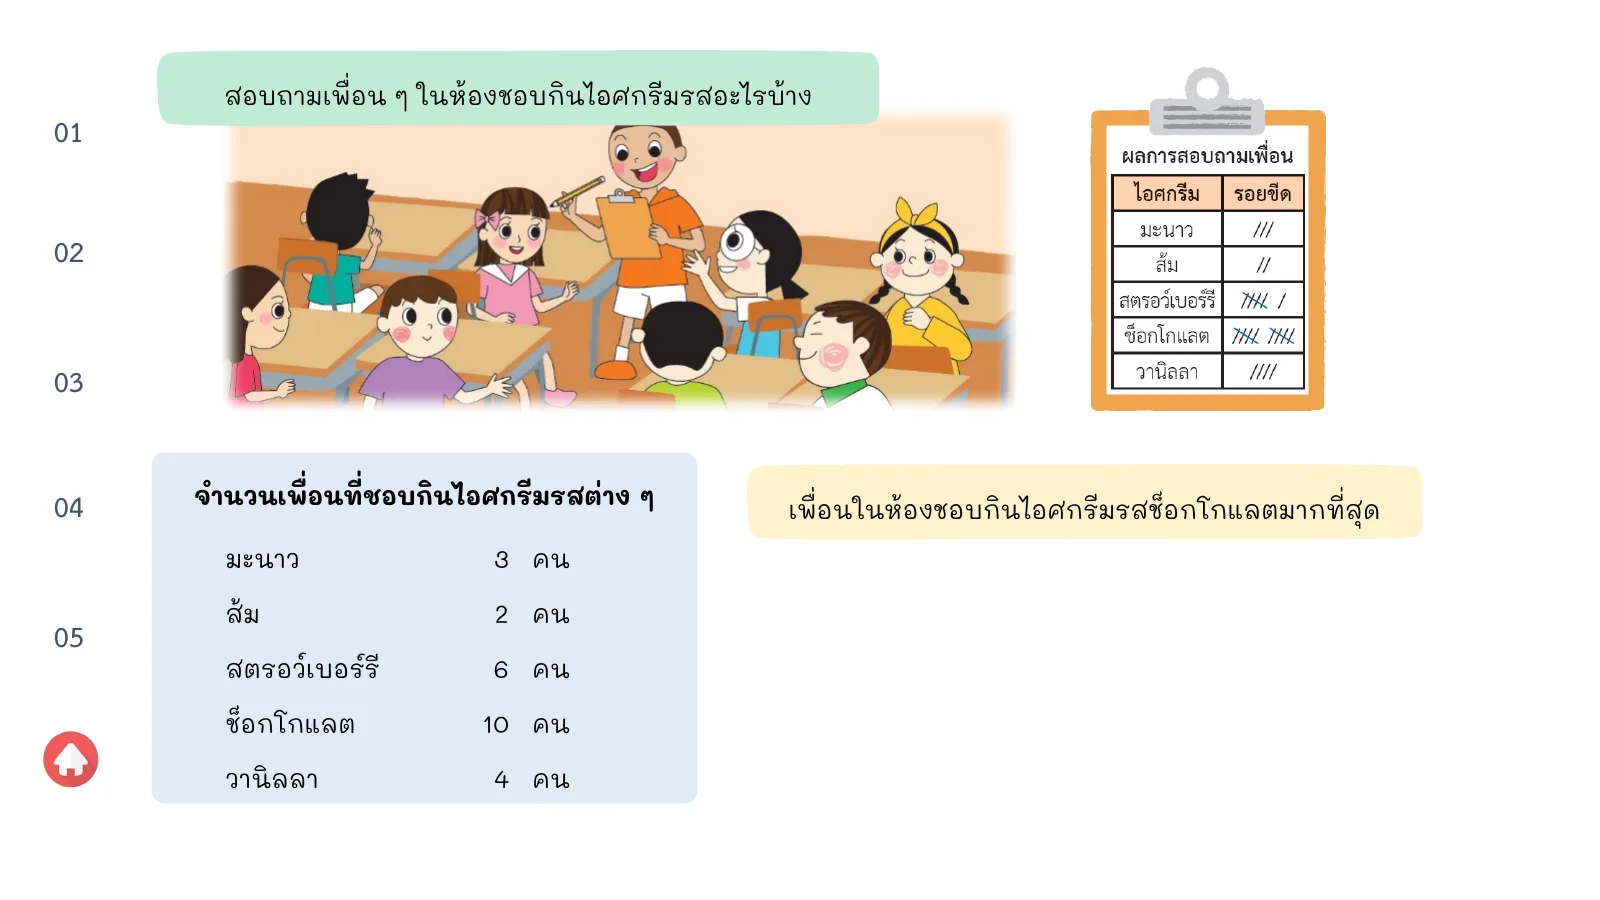 สอบถามเพื่อน ๆ ในห้องชอบกินไอศกรีมรสอะไรบ้าง
01
02
03
04
05
ผลการสอบถามเพื่อน
ไอศกรีม รอยขีด
มะนาว ///
ส้ม //
สตรอว์เบอร์รี //// /
ช็อกโกแลต //// ////
วานิลลา ////
จำนวนเพื่อนที่ชอบกินไอศกรีมรสต่าง ๆ
มะนาว 3 คน
ส้ม 2 คน
สตรอว์เบอร์รี 6 คน
ช็อกโกแลต 10 คน
วานิลลา 4 คน
เพื่อนในห้องชอบกินไอศกรีมรสช็อกโกแลตมากที่สุด